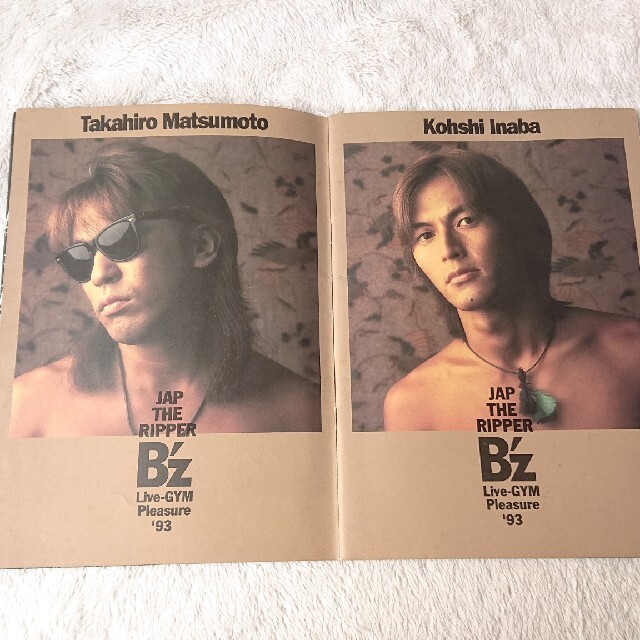 Takahiro Matsumoto
JAP
THE
RIPPER
B'z
Live-GYM
Pleasure
'93
Kohshi Inaba
JAP
THE
RIPPER
B'z
Live-GYM
Pleasure
'93